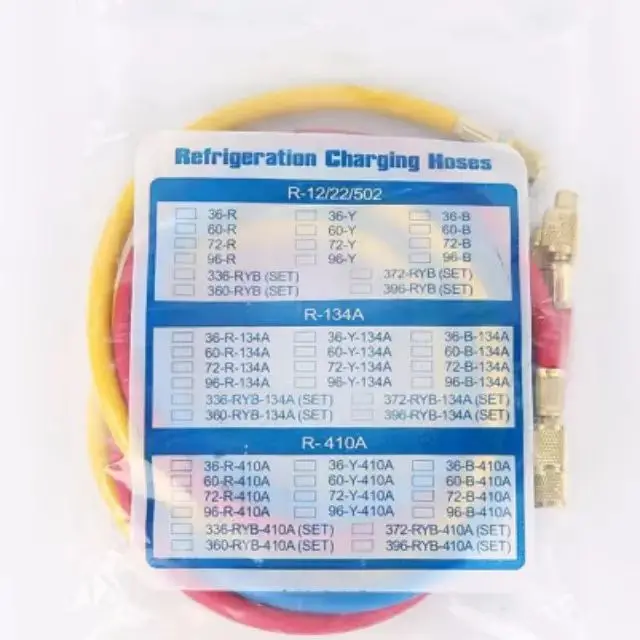 Refrigeration Charging Hoses
R-12/22/502
36-R 36-Y 36-B
60-R 60-Y 60-B
72-R 72-Y 72-B
96-R 96-Y 96-B
336-RYB (SET) 372-RYB (SET)
360-RYB (SET) 396-RYB (SET)
R-134A
36-R-134A 36-Y-134A 36-B-134A
60-R-134A 60-Y-134A 60-B-134A
72-R-134A 72-Y-134A 72-B-134A
96-R-134A 96-Y-134A 96-B-134A
336-RYB-134A (SET) 372-RYB-134A (SET)
360-RYB-134A (SET) 396-RYB-134A (SET)
R-410A
36-R-410A 36-Y-410A 36-B-410A
60-R-410A 60-Y-410A 60-B-410A
72-R-410A 72-Y-410A 72-B-410A
96-R-410A 96-Y-410A 96-B-410A
336-RYB-410A (SET) 372-RYB-410A (SET)
360-RYB-410A (SET) 396-RYB-410A (SET)